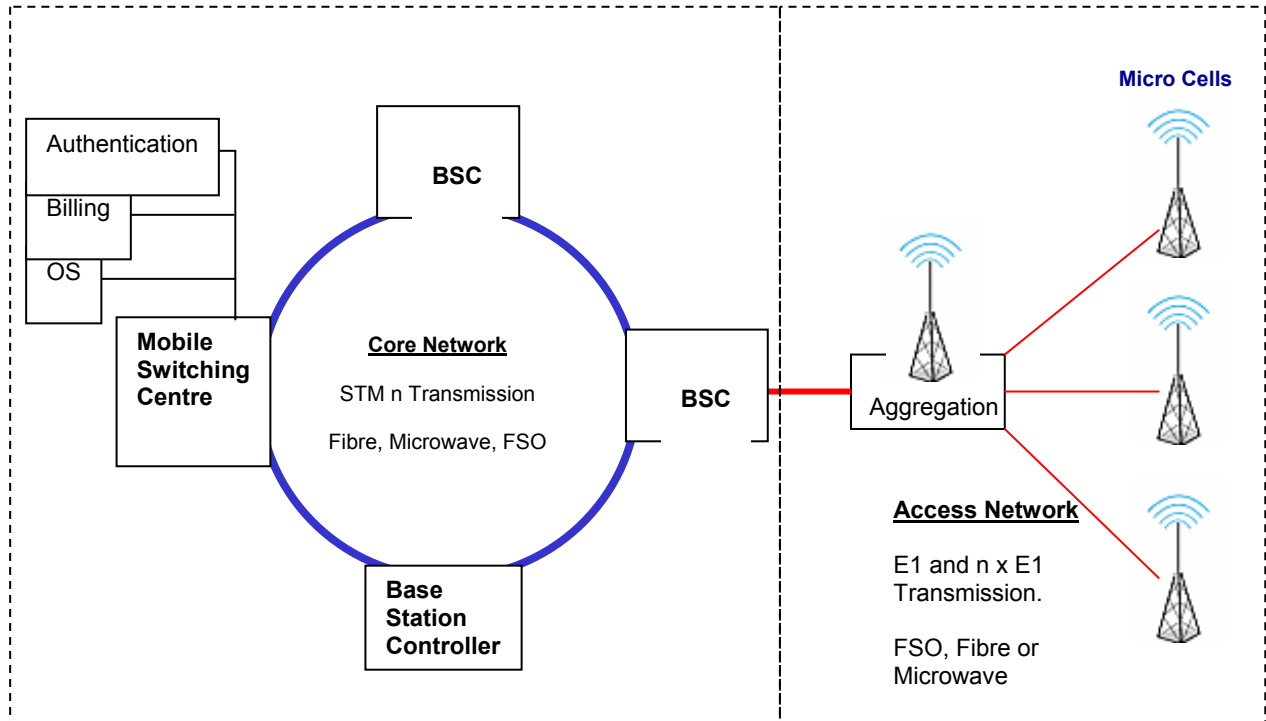 Authentication
Billing
OS
Mobile
Switching
Centre
BSC
Core Network
STM n Transmission
Fibre, Microwave, FSO
BSC
Base
Station
Controller
Micro Cells
Aggregation
Access Network
E1 and n x E1
Transmission.
FSO, Fibre or
Microwave